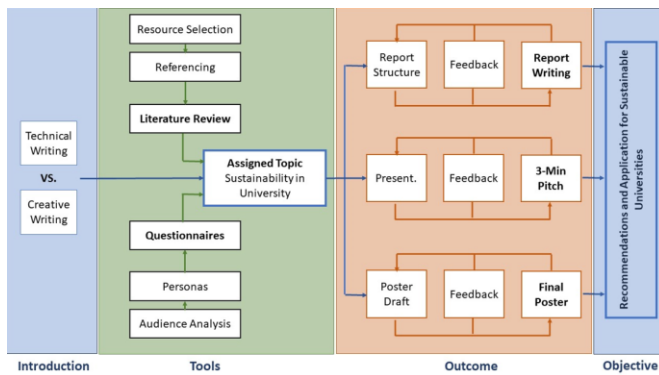 Technical
Writing
VS.
Creative
Writing
Resource Selection
Referencing
Literature Review
Assigned Topic
Sustainability in
University
Questionnaires
Personas
Audience Analysis
Report
Structure
Feedback
Report
Writing
Present.
Feedback
3-Min
Pitch
Poster
Draft
Feedback
Final
Poster
Recommendations and Application for Sustainable
Universities
Introduction
Tools
Outcome
Objective